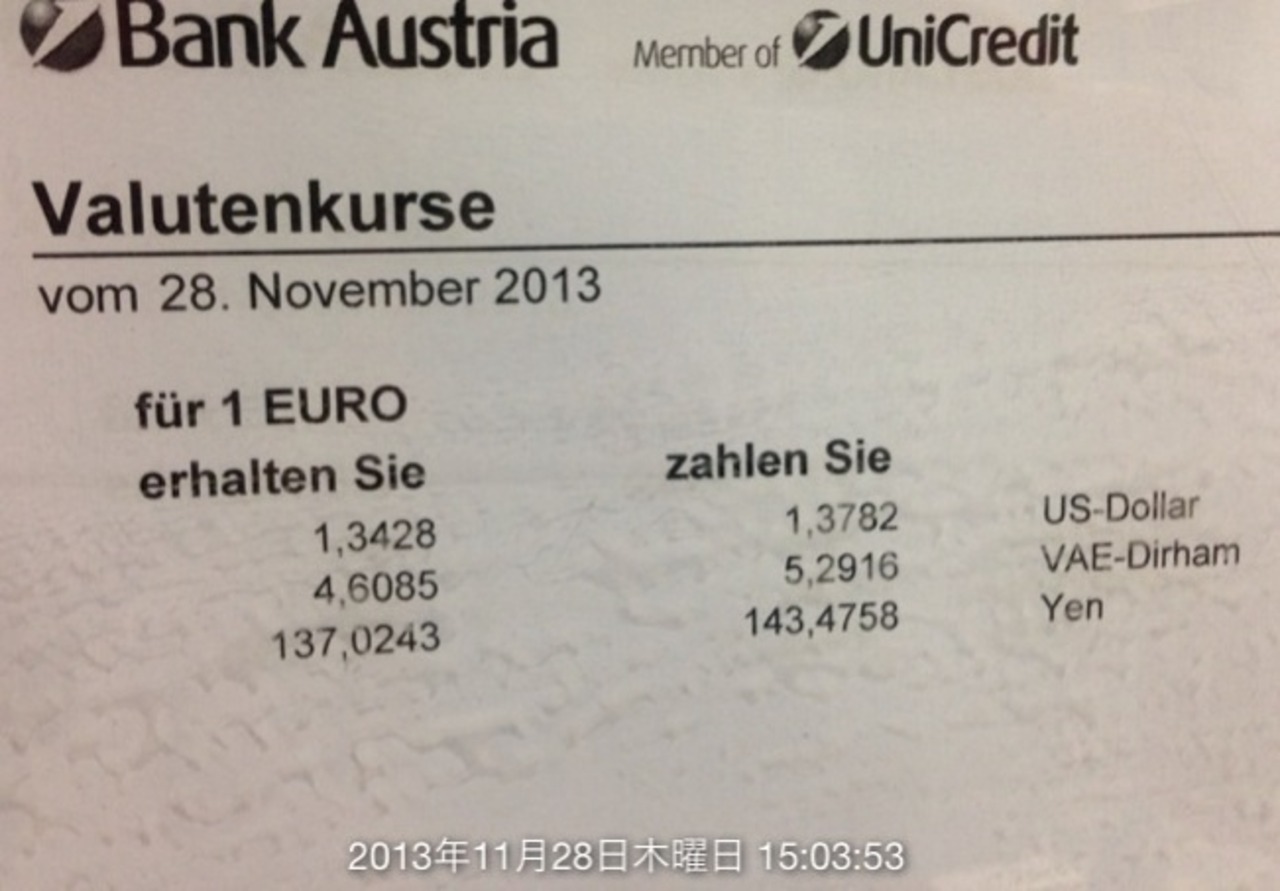 Bank Austria Member of UniCredit
Valutenkurse
vom 28. November 2013
für 1 EURO
erhalten Sie zahlen Sie
1,3428 1,3782 US-Dollar
4,6085 5,2916 VAE-Dirham
137,0243 143,4758 Yen
2013年11月28日木曜日 15:03:53